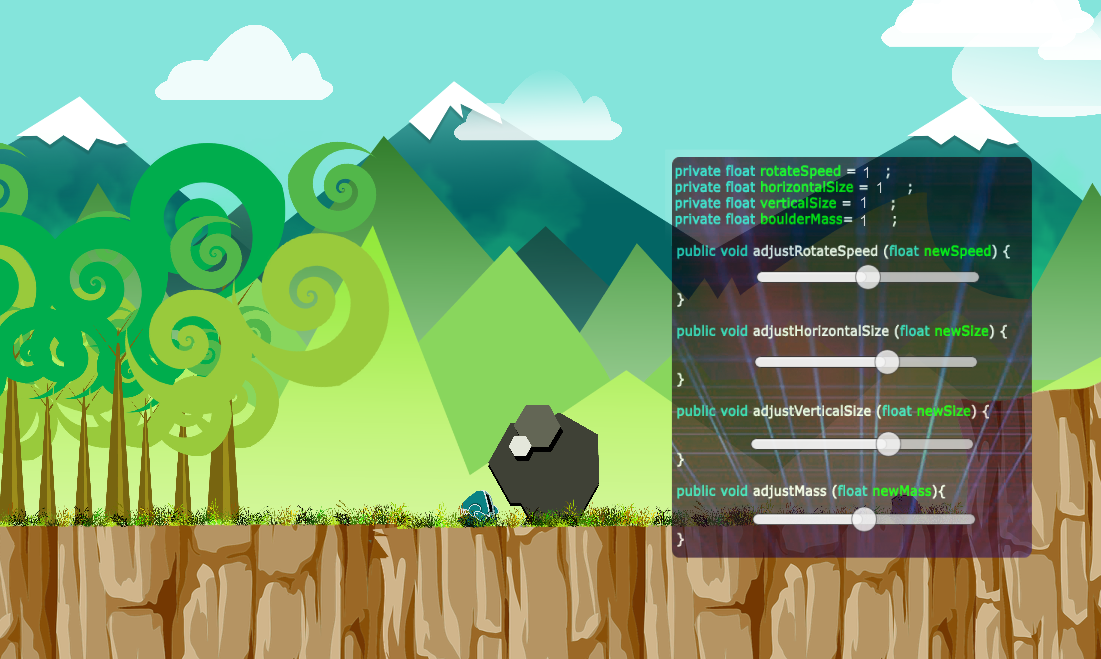 private float rotateSpeed = 1 ;
private float horizontalSize = 1 ;
private float verticalSize = 1 ;
private float boulderMass= 1 ;
public void adjustRotateSpeed (float newSpeed) {
}
public void adjustHorizontalSize (float newSIze) {
}
public void adjustVerticalSize (float newSIze) {
}
public void adjustMass (float newMass){
}